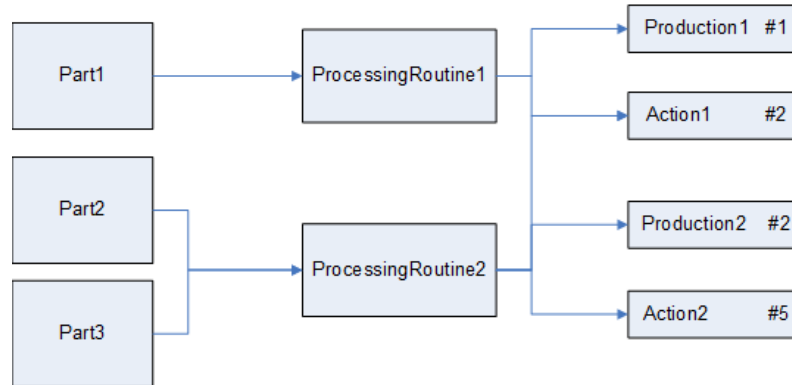 Part1
ProcessingRoutine1
Production1 #1
Action1 #2
Part2
Part3
ProcessingRoutine2
Production2 #2
Action2 #5